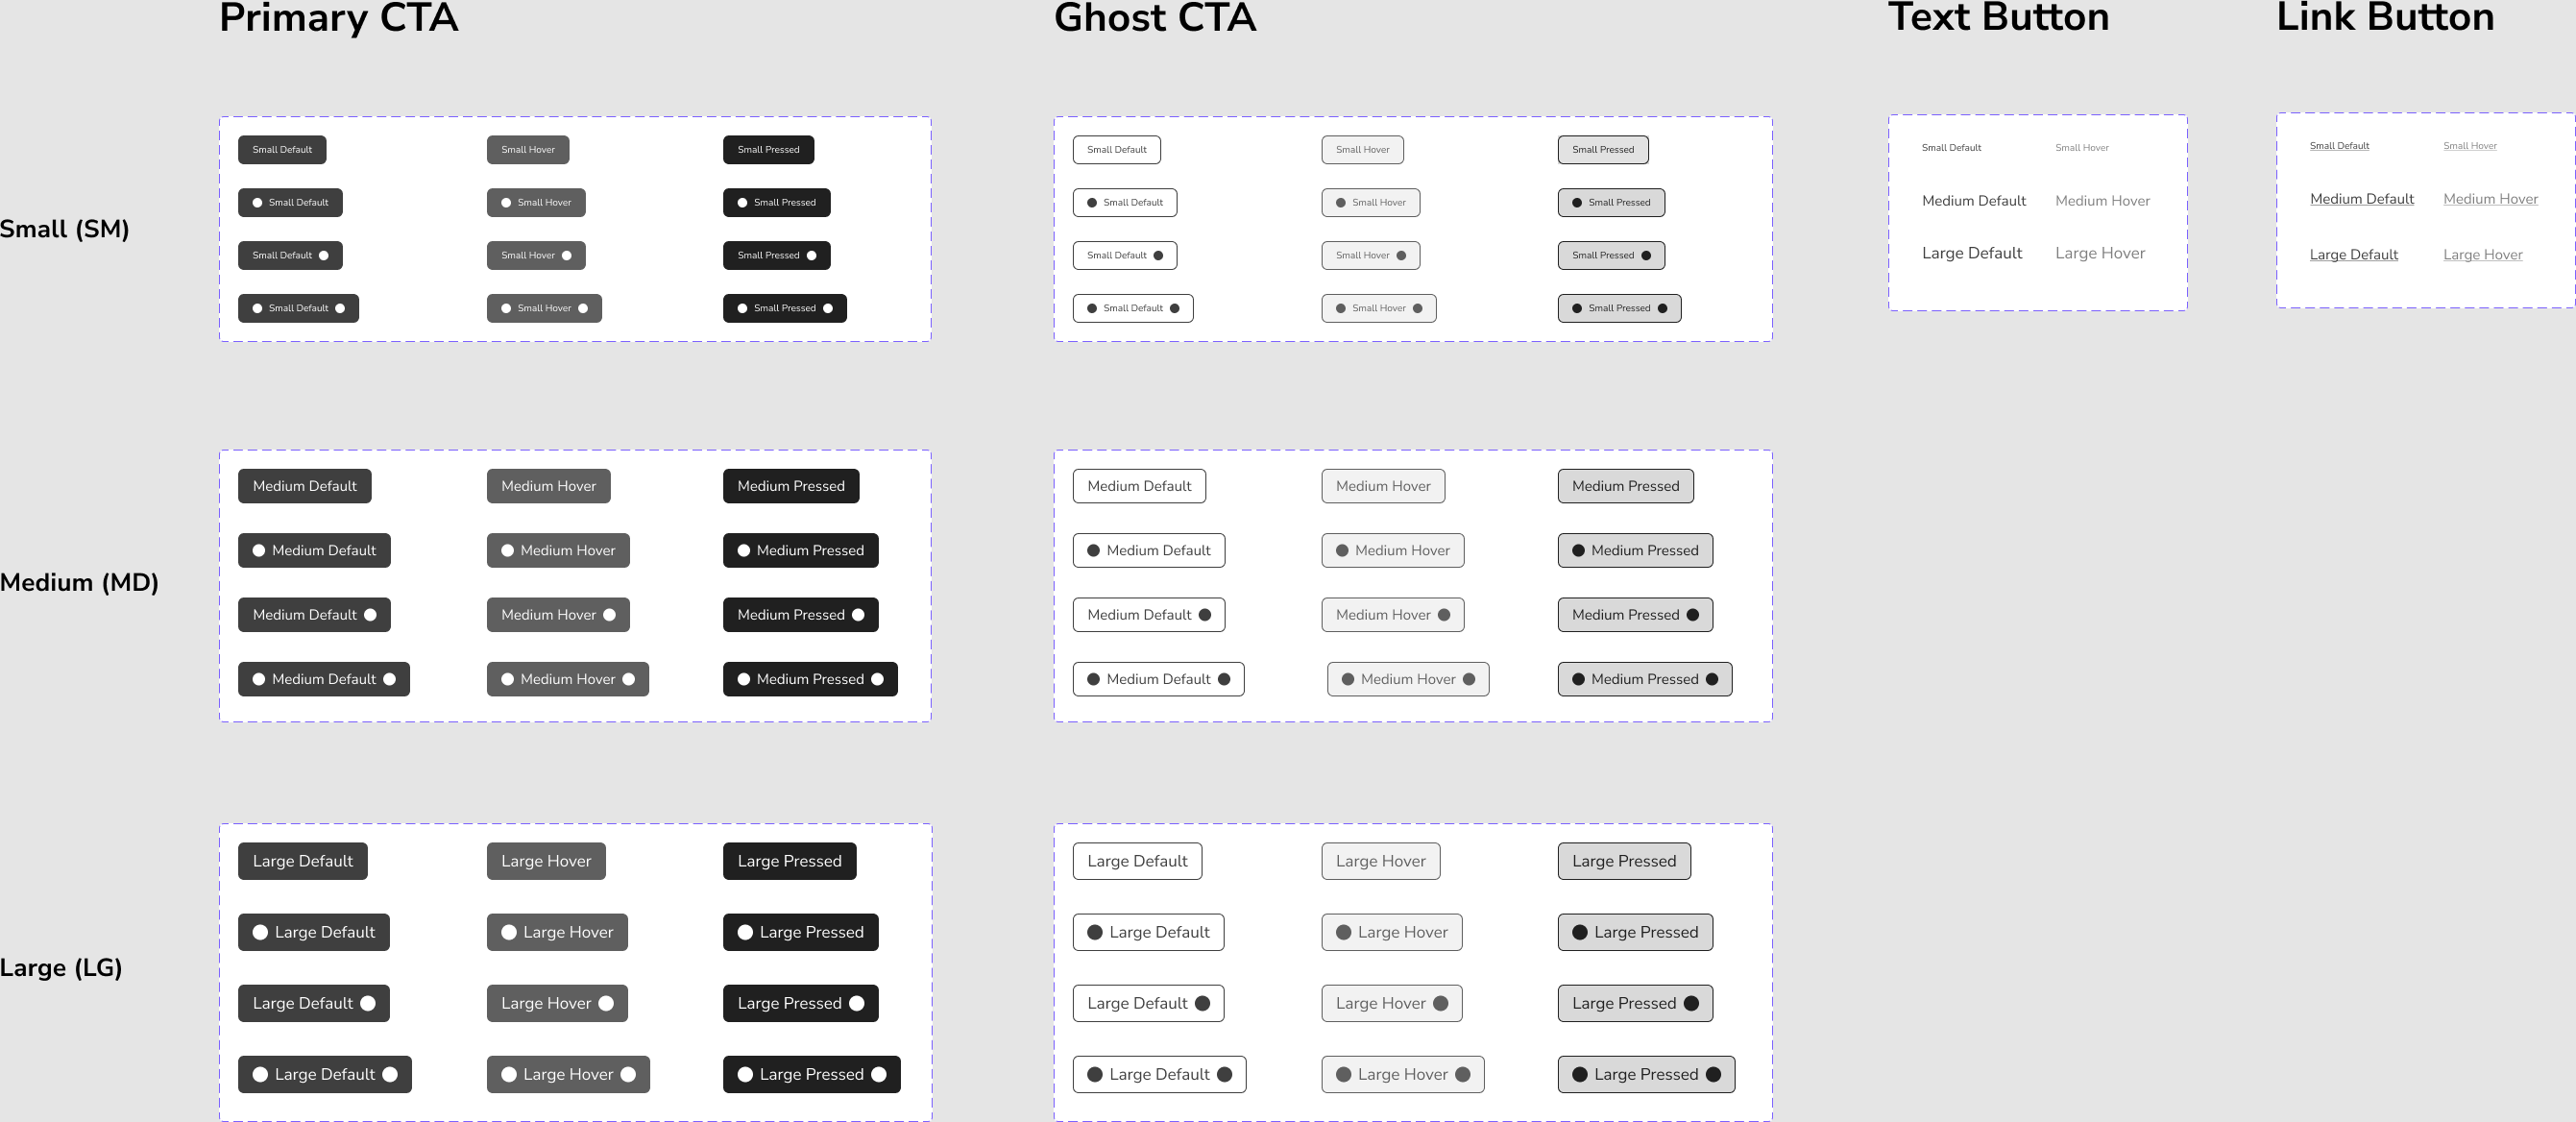 Primary CTA
Ghost CTA
Text Button
Link Button
Small (SM)
Small Default
Small Hover
Small Pressed
Small Default
Small Hover
Small Pressed
Small Default
Small Hover
Small Pressed
Small Default
Small Hover
Small Pressed
Small Default
Small Hover
Small Pressed
Small Default
Small Hover
Small Pressed
Small Default
Small Hover
Small Pressed
Small Default
Small Hover
Small Pressed
Small Default
Small Hover
Medium Default
Medium Hover
Large Default
Large Hover
Small Default
Small Hover
Medium Default
Medium Hover
Large Default
Large Hover
Medium (MD)
Medium Default
Medium Hover
Medium Pressed
Medium Default
Medium Hover
Medium Pressed
Medium Default
Medium Hover
Medium Pressed
Medium Default
Medium Hover
Medium Pressed
Medium Default
Medium Hover
Medium Pressed
Medium Default
Medium Hover
Medium Pressed
Medium Default
Medium Hover
Medium Pressed
Medium Default
Medium Hover
Medium Pressed
Large (LG)
Large Default
Large Hover
Large Pressed
Large Default
Large Hover
Large Pressed
Large Default
Large Hover
Large Pressed
Large Default
Large Hover
Large Pressed
Large Default
Large Hover
Large Pressed
Large Default
Large Hover
Large Pressed
Large Default
Large Hover
Large Pressed
Large Default
Large Hover
Large Pressed